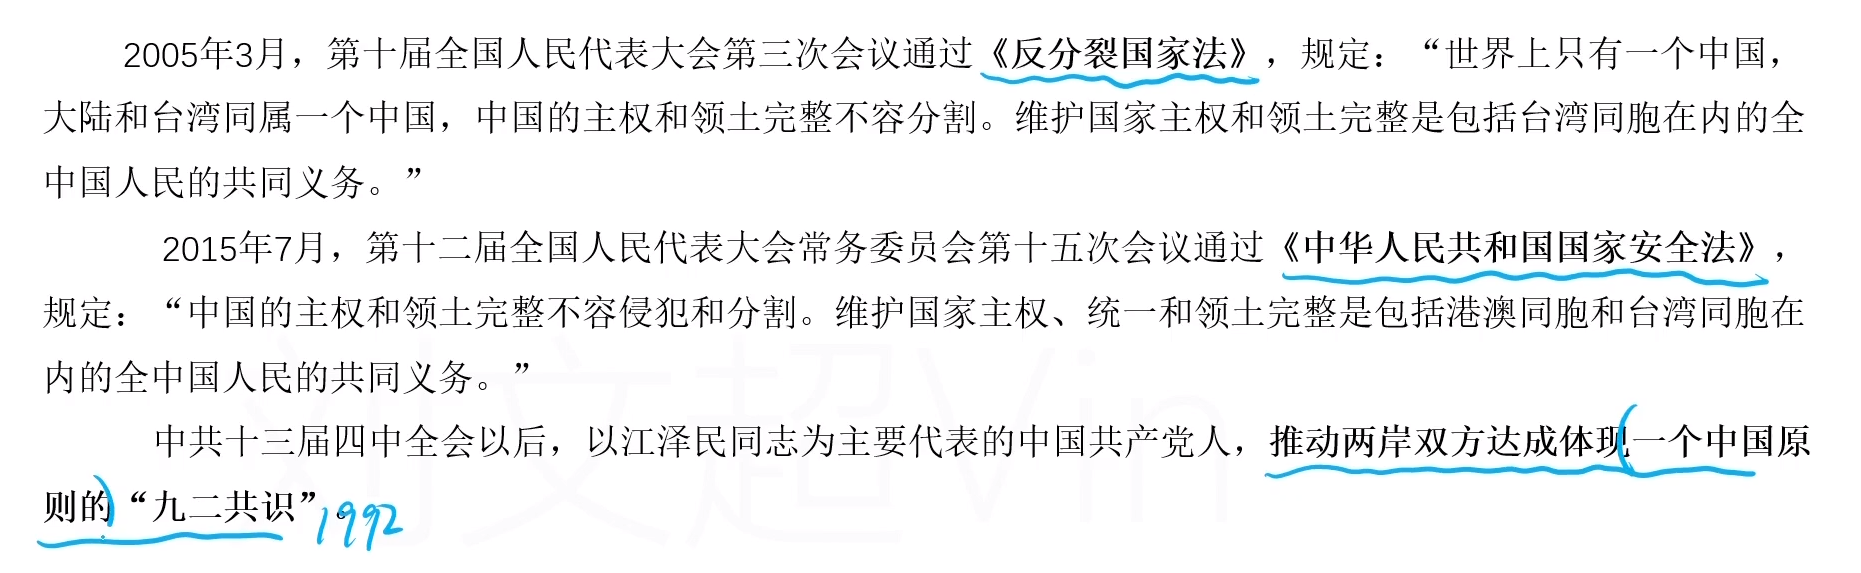 2005年3月，第十届全国人民代表大会第三次会议通过《反分裂国家法》，规定：“世界上只有一个中国，
大陆和台湾同属一个中国，中国的主权和领土完整不容分割。维护国家主权和领土完整是包括台湾同胞在内的全
中国人民的共同义务。”
2015年7月，第十二届全国人民代表大会常务委员会第十五次会议通过《中华人民共和国国家安全法》，
规定：“中国的主权和领土完整不容侵犯和分割。维护国家主权、统一和领土完整是包括港澳同胞和台湾同胞在
内的全中国人民的共同义务。”
中共十三届四中全会以后，以江泽民同志为主要代表的中国共产党人，推动两岸双方达成体现一个中国原
则的“九二共识”。
1992
刘文超Vin